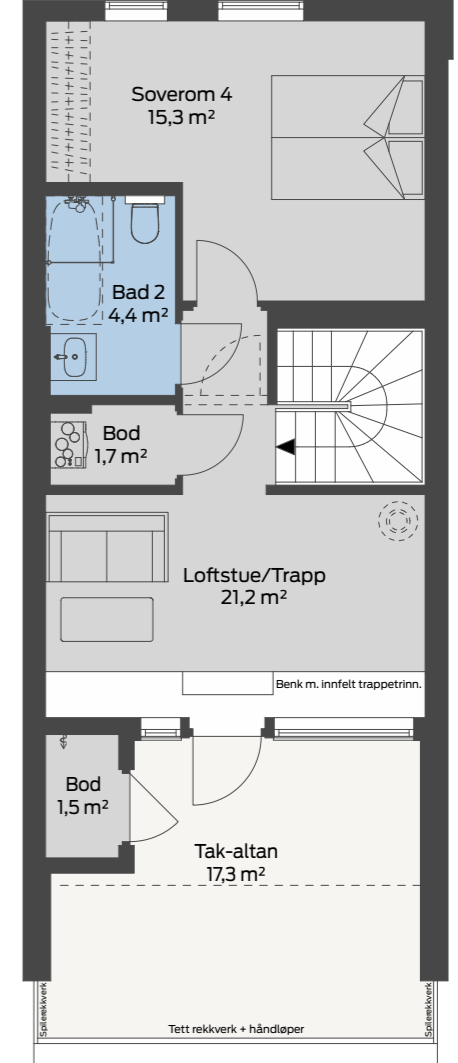 Soverom 4
15,3 m²
Bad 2
4,4 m²
Bod
1,7 m²
Loftstue/Trapp
21,2 m²
Benk m. innfelt trappetrinn.
Bod
1,5 m²
Tak-altan
17,3 m²
Spilerekkverk
Spilerekkverk
Tett rekkverk + håndløper